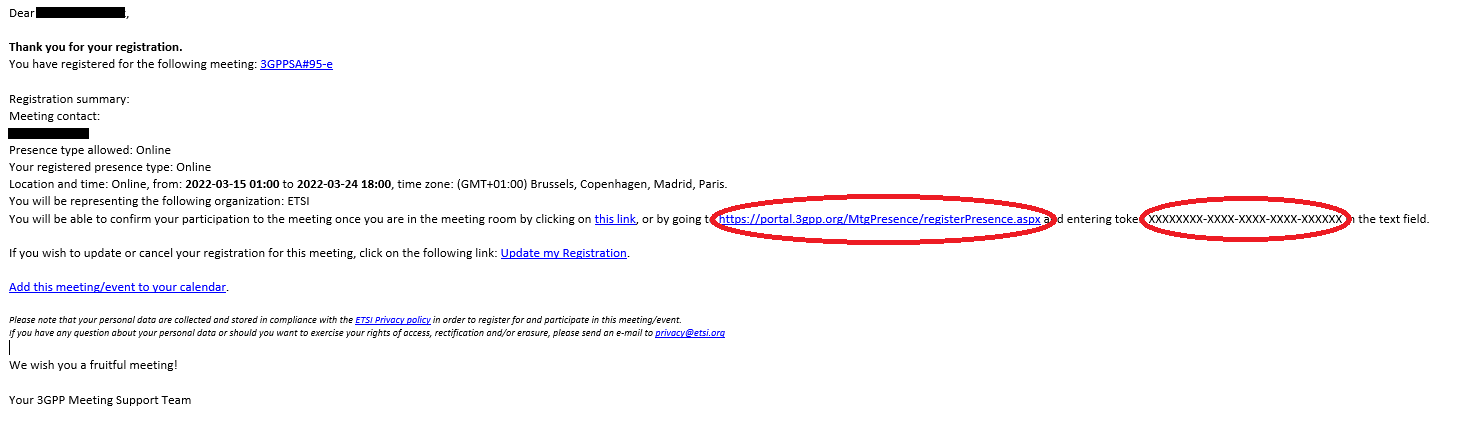 Dear ,
Thank you for your registration.
You have registered for the following meeting: 3GPPSA#95-e
Registration summary:
Meeting contact:
Presence type allowed: Online
Your registered presence type: Online
Location and time: Online, from: 2022-03-15 01:00 to 2022-03-24 18:00, time zone: (GMT+01:00) Brussels, Copenhagen, Madrid, Paris.
You will be representing the following organization: ETSI
You will be able to confirm your participation to the meeting once you are in the meeting room by clicking on this link, or by going to https://portal.3gpp.org/MtgPresence/registerPresence.aspx and entering token XXXXXXXX-XXXX-XXXX-XXXX-XXXXXX in the text field.
If you wish to update or cancel your registration for this meeting, click on the following link: Update my Registration.
Add this meeting/event to your calendar.
Please note that your personal data are collected and stored in compliance with the ETSI Privacy policy in order to register for and participate in this meeting/event.
If you have any question about your personal data or should you want to exercise your rights of access, rectification and/or erasure, please send an e-mail to privacy@etsi.org
We wish you a fruitful meeting!
Your 3GPP Meeting Support Team